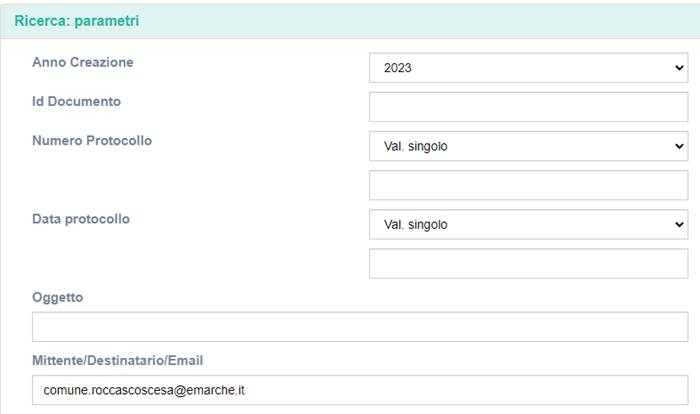 Ricerca: parametri
Anno Creazione
2023
Id Documento
Numero Protocollo
Val. singolo
Data protocollo
Val. singolo
Oggetto
Mittente/Destinatario/Email
comune.roccascoscesa@emarche.it